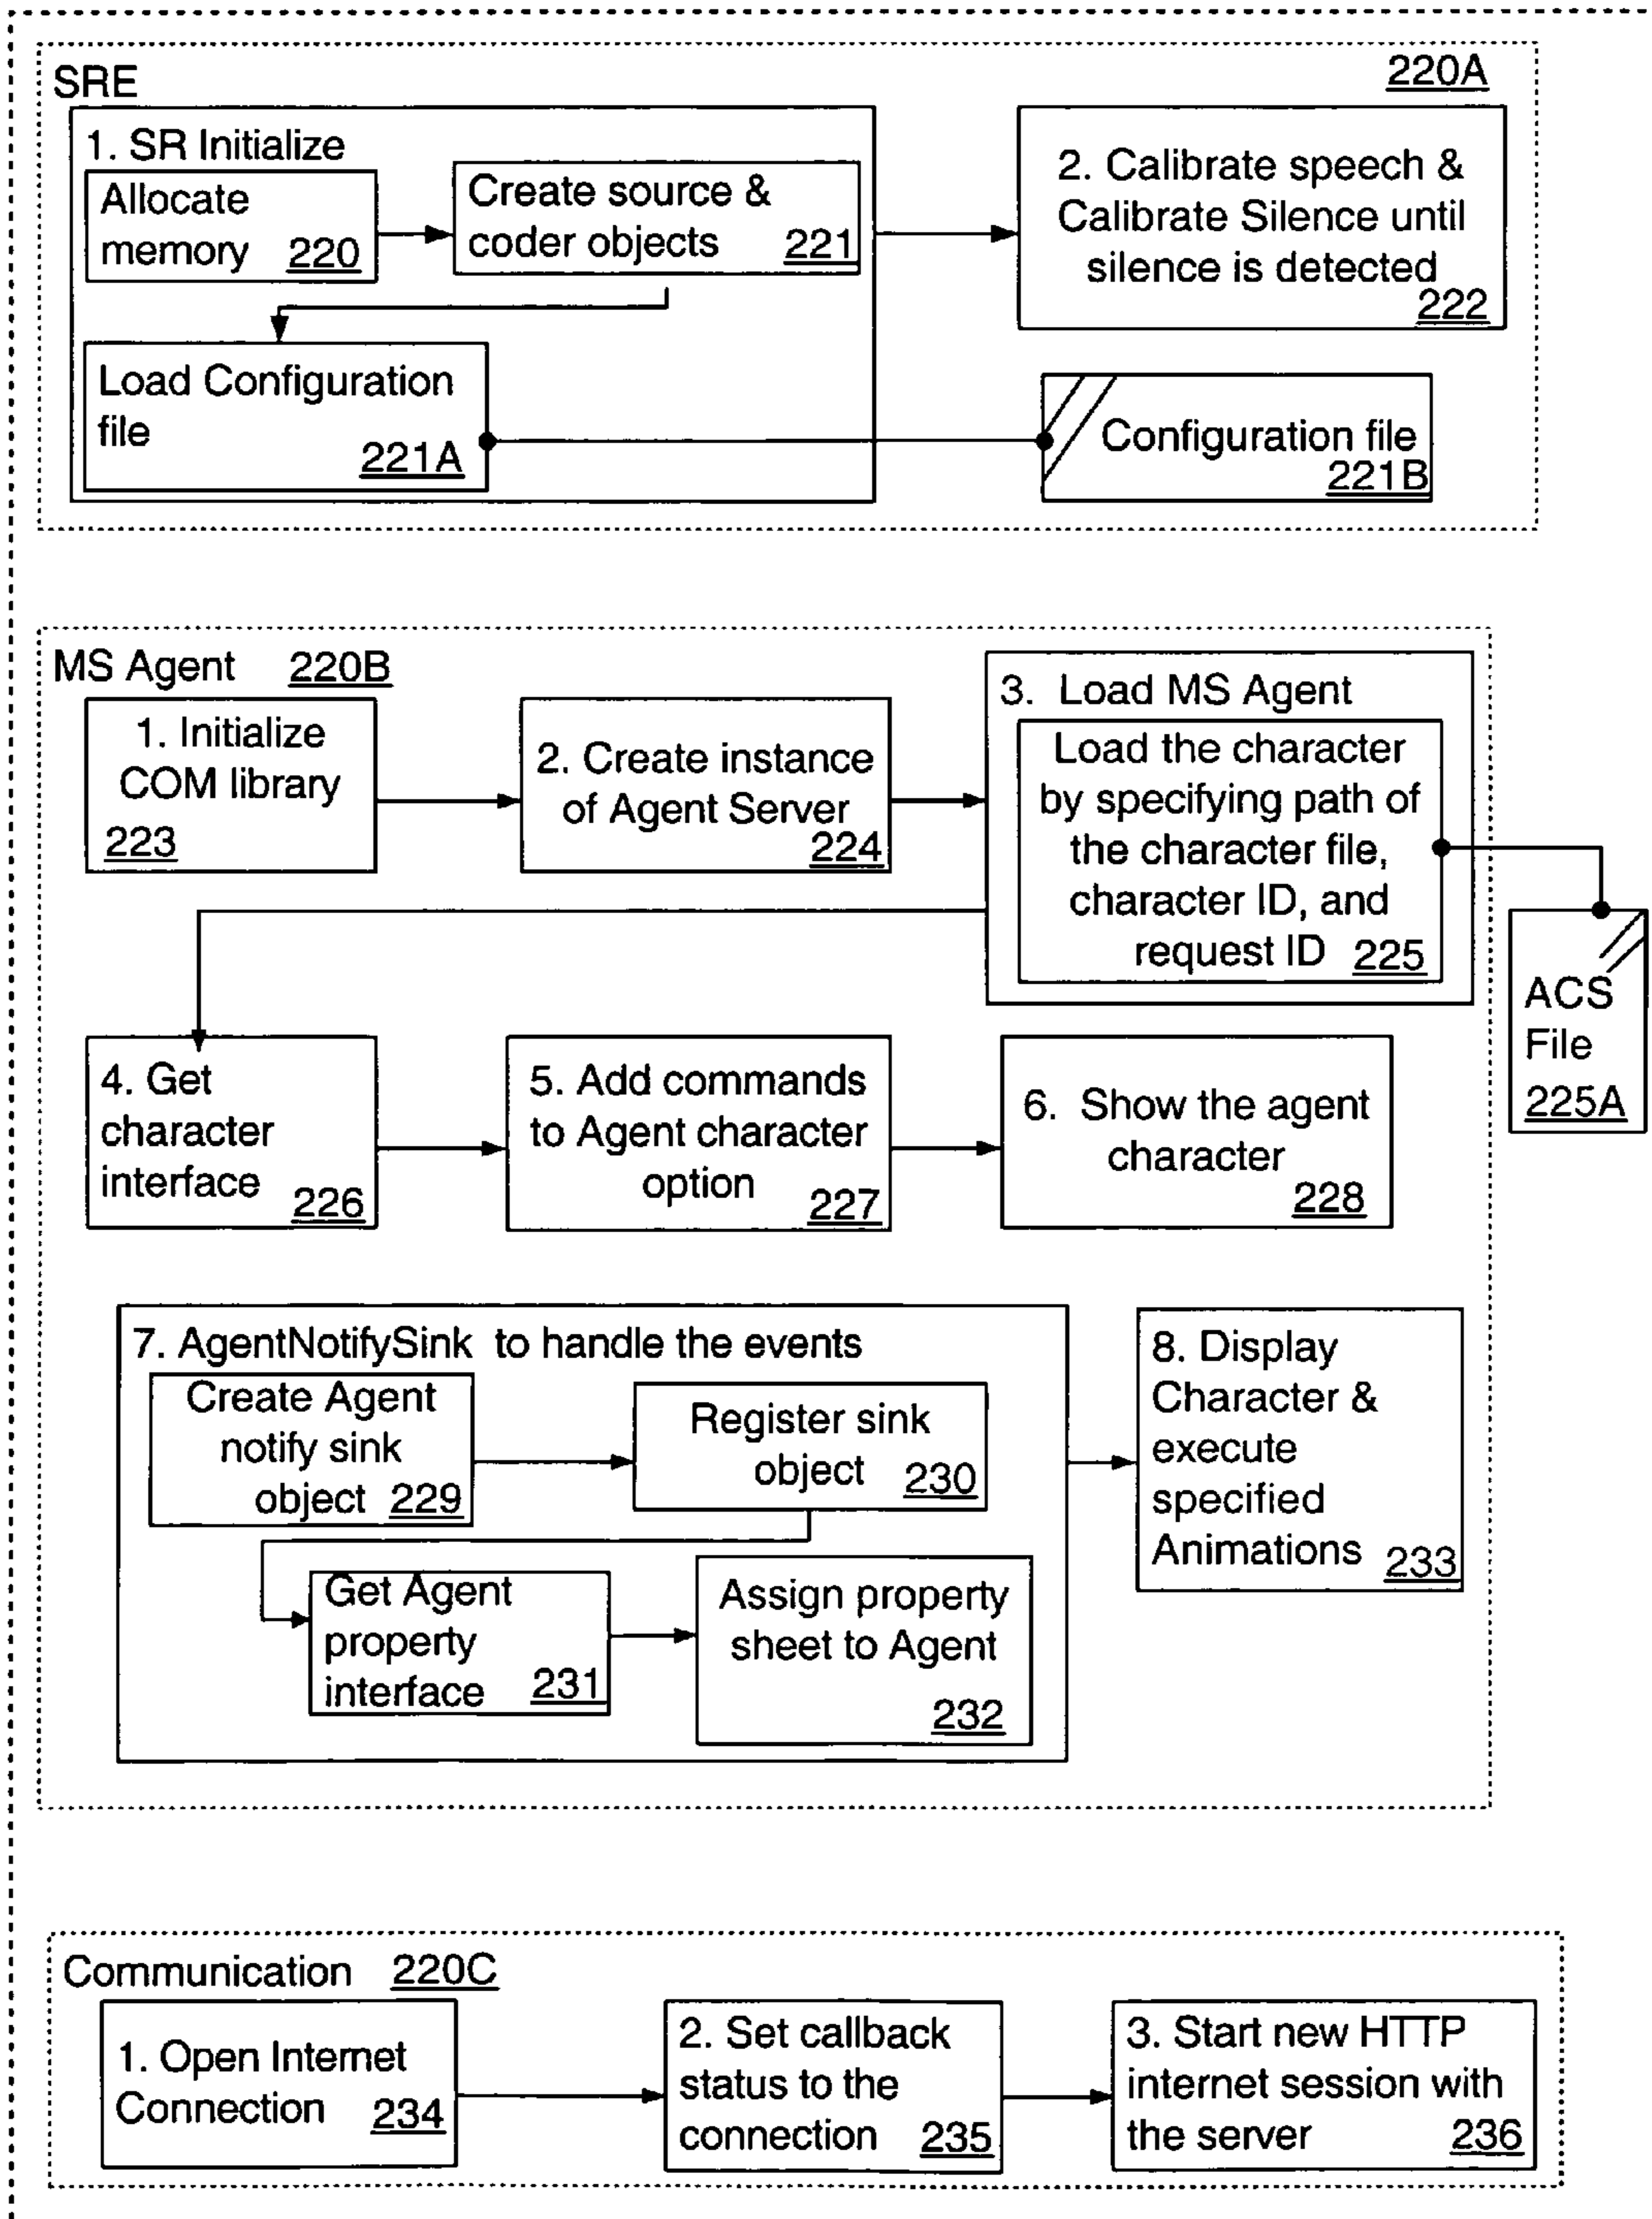 SRE
220A
1. SR Initialize
Allocate
memory 220
Create source &
coder objects 221
2. Calibrate speech &
Calibrate Silence until
silence is detected
222
Load Configuration
file
221A
Configuration file
221B
MS Agent 220B
1. Initialize
COM library
223
2. Create instance
of Agent Server
224
3. Load MS Agent
Load the character
by specifying path of
the character file,
character ID, and
request ID 225
ACS
File
225A
4. Get
character
interface 226
5. Add commands
to Agent character
option 227
6. Show the agent
character
228
7. AgentNotifySink to handle the events
Create Agent
notify sink
object 229
Register sink
object 230
Get Agent
property
interface 231
Assign property
sheet to Agent
232
8. Display
Character &
execute
specified
Animations 233
Communication 220C
1. Open Internet
Connection 234
2. Set callback
status to the
connection 235
3. Start new HTTP
internet session with
the server 236